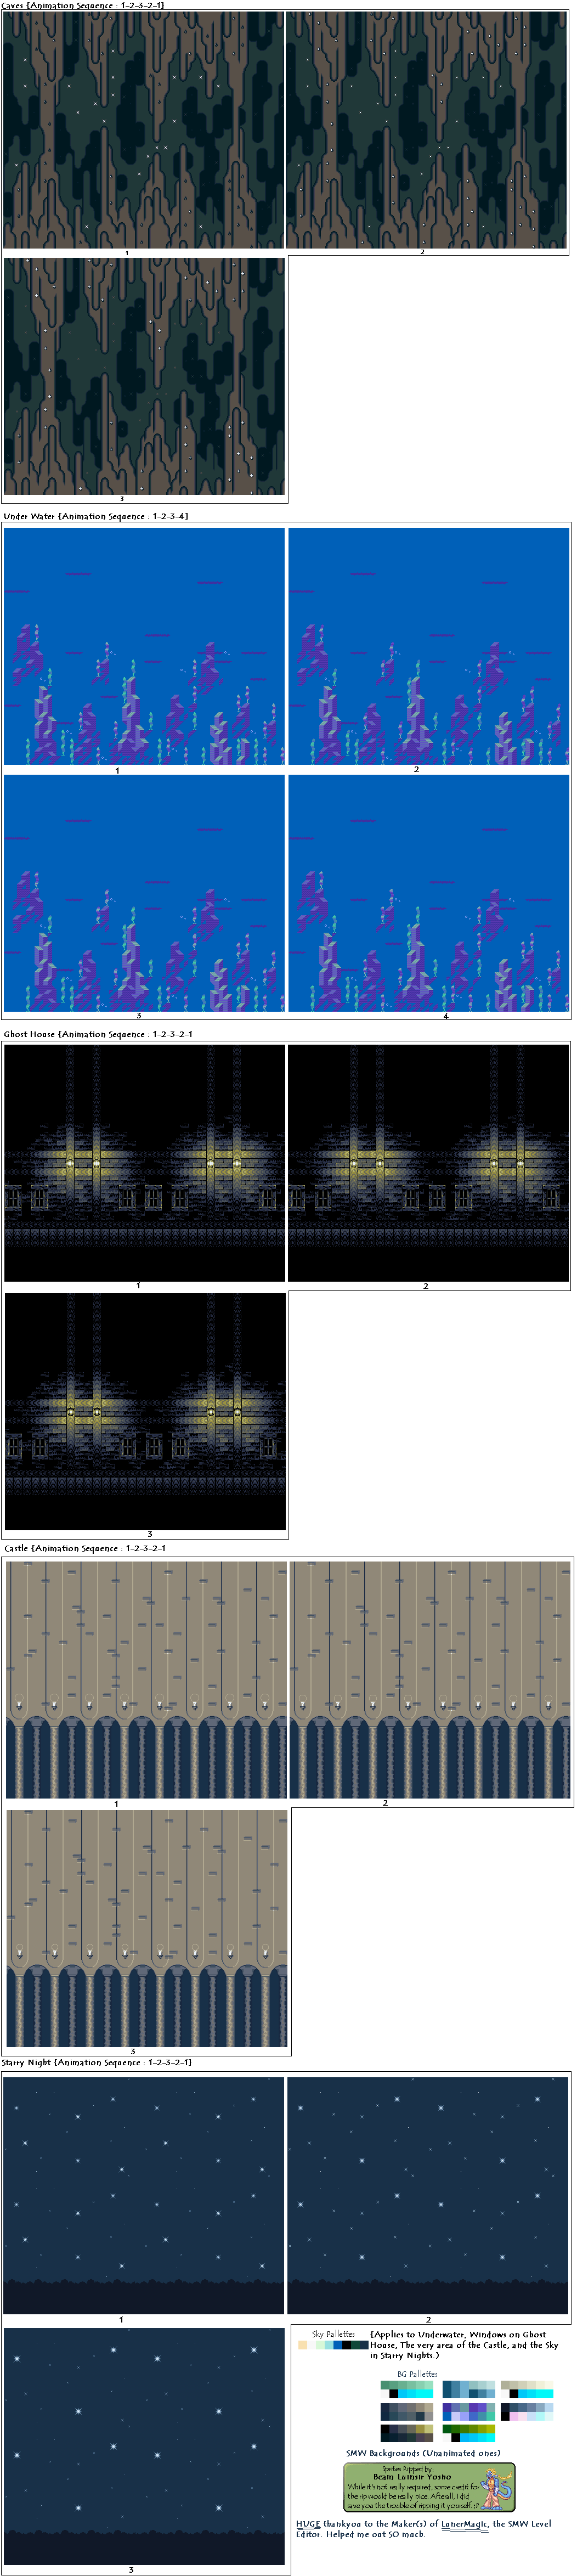 Caves {Animation Sequence : 1-2-3-2-1}
1
2
3
Under Water {Animation Sequence : 1-2-3-4}
1
2
3
4
Ghost House {Animation Sequence : 1-2-3-2-1
1
2
3
Castle {Animation Sequence : 1-2-3-2-1
1
2
3
Starry Night {Animation Sequence : 1-2-3-2-1}
1
2
3
Sky Pallettes
{Applies to Underwater, Windows on Ghost
House, The very area of the Castle, and the Sky
in Starry Nights.}
BG Pallettes
SMW Backgrounds (Unanimated ones)
Sprites Ripped by:
Beam Luinsir Yosho
While it's not really required, some credit for
the rip would be really nice. Afterall, I did
save you the trouble of ripping it yourself. :P
HUGE thankyou to the Maker(s) of LunerMagic, the SMW Level
Editor. Helped me out SO much.